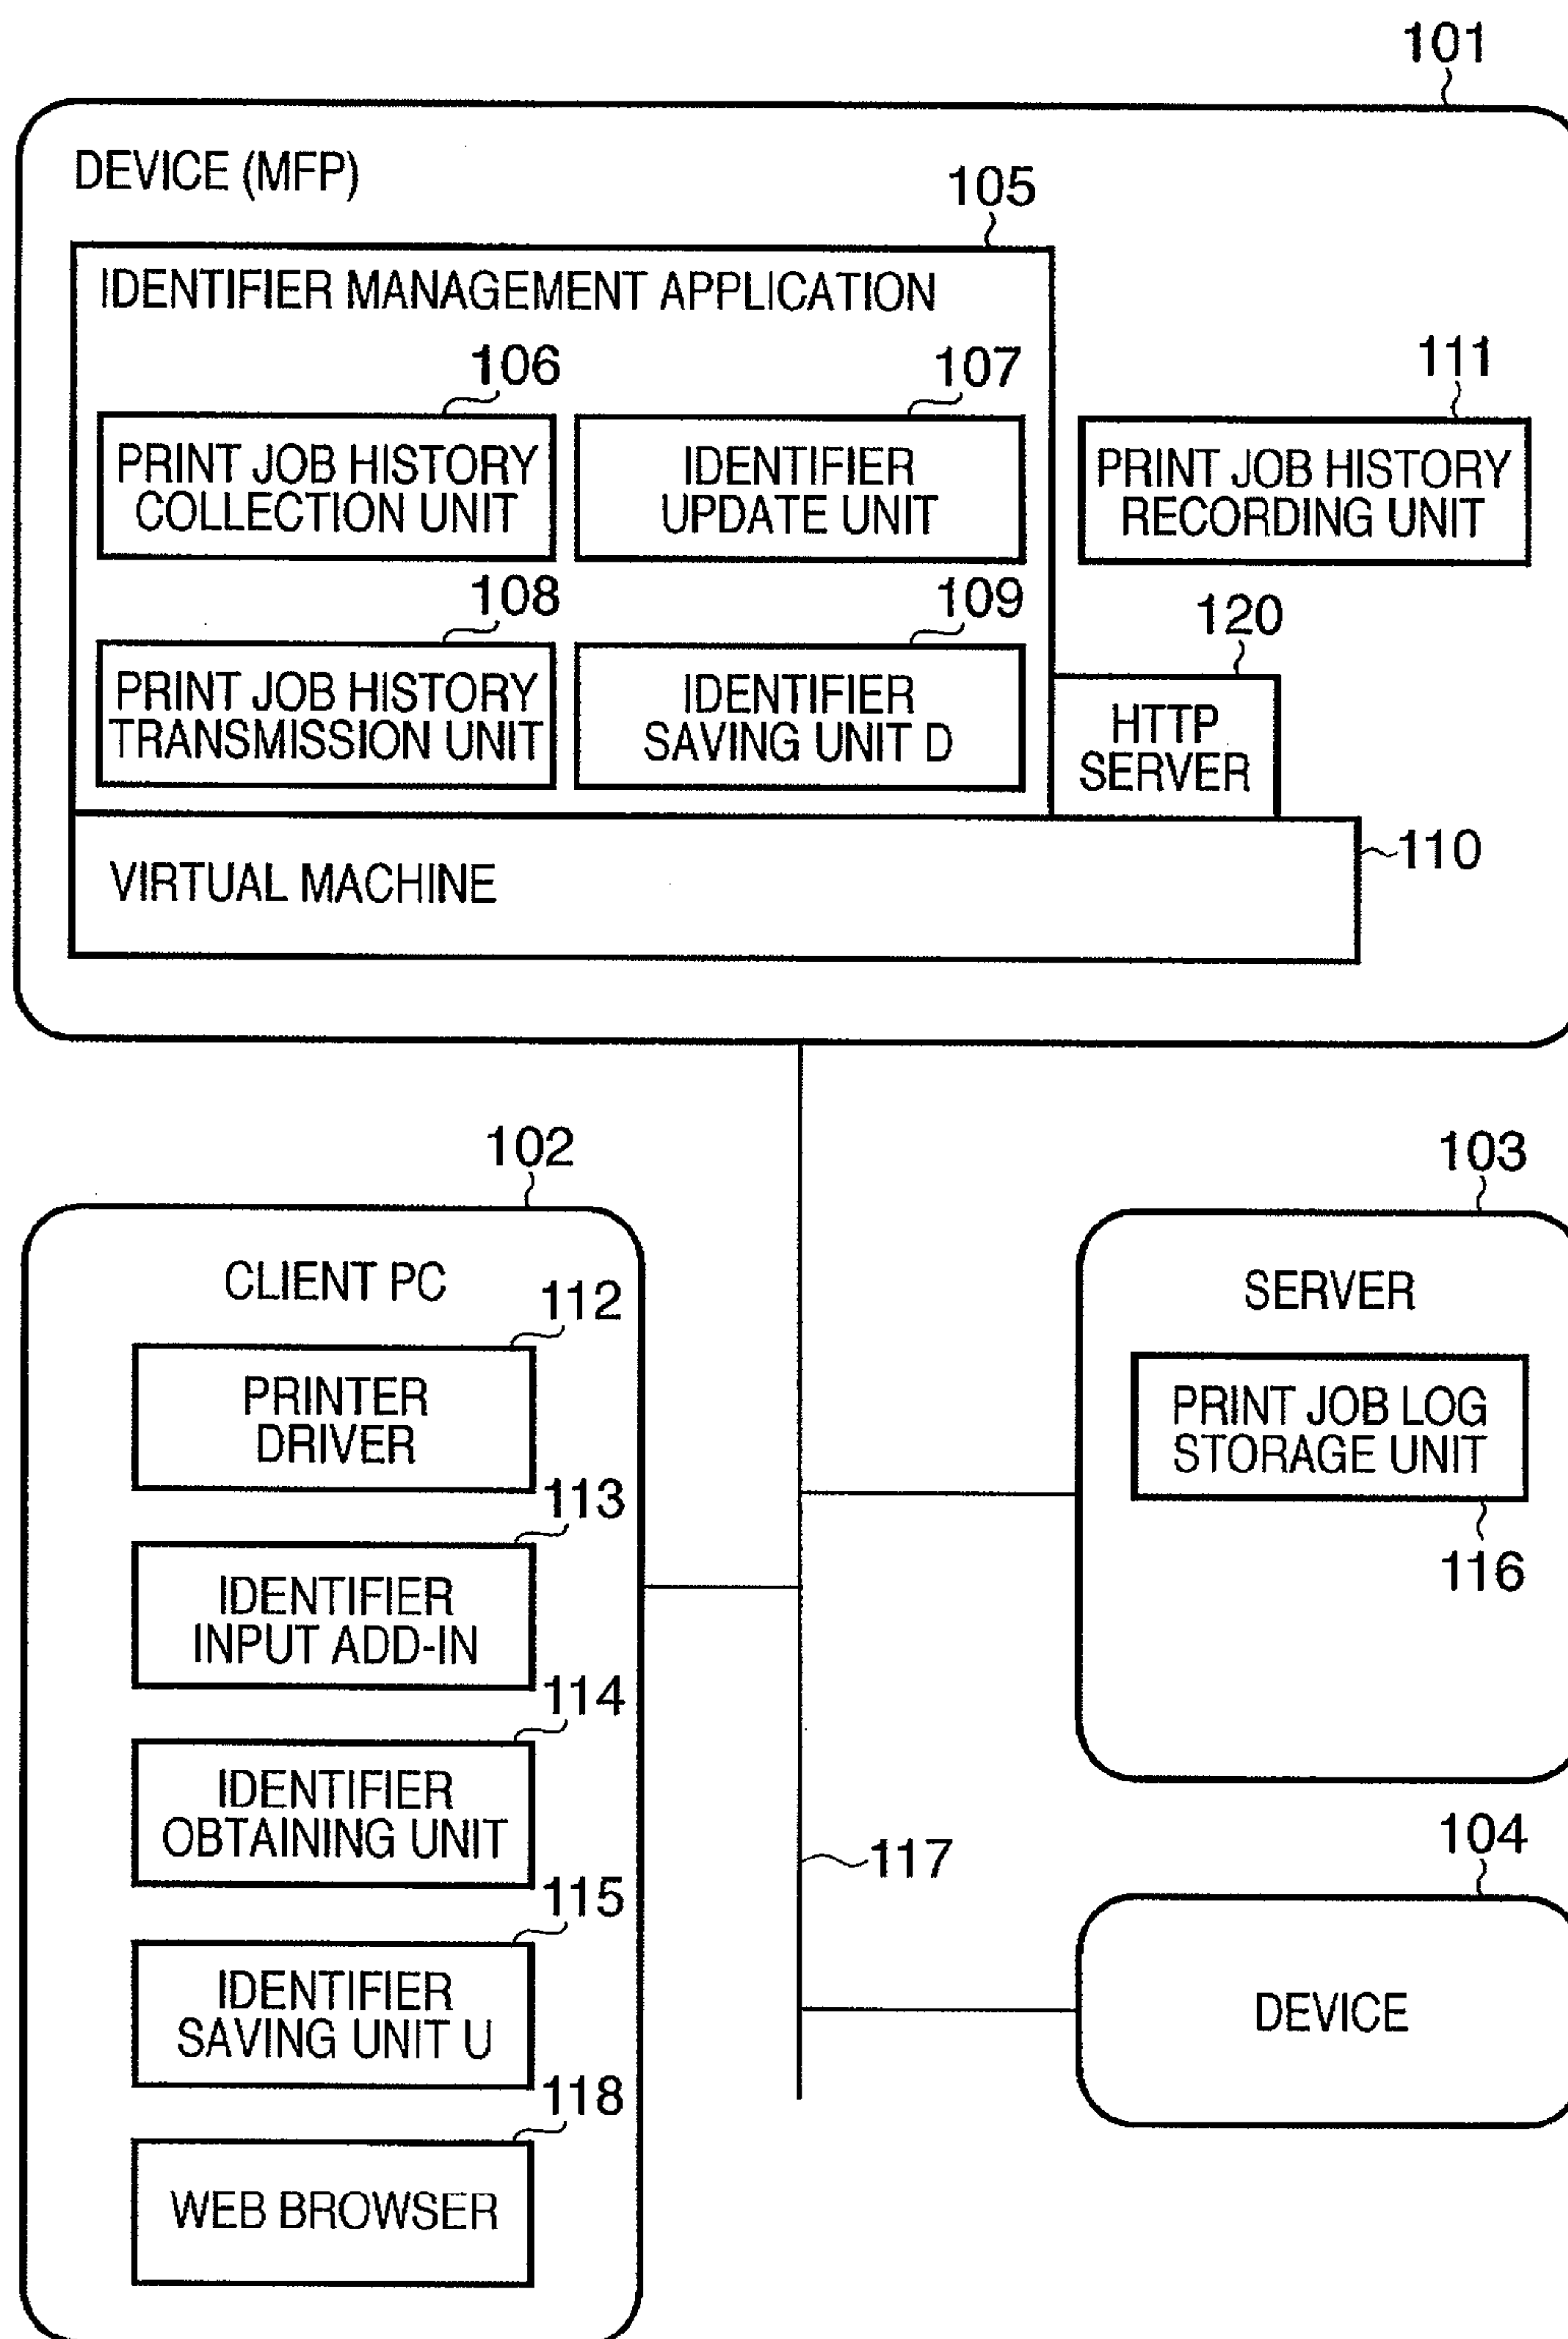 101
DEVICE (MFP)
105
IDENTIFIER MANAGEMENT APPLICATION
106
107
111
PRINT JOB HISTORY
COLLECTION UNIT
IDENTIFIER
UPDATE UNIT
PRINT JOB HISTORY
RECORDING UNIT
108
109
120
PRINT JOB HISTORY
TRANSMISSION UNIT
IDENTIFIER
SAVING UNIT D
HTTP
SERVER
110
VIRTUAL MACHINE
102
CLIENT PC
112
PRINTER
DRIVER
113
IDENTIFIER
INPUT ADD-IN
114
IDENTIFIER
OBTAINING UNIT
115
IDENTIFIER
SAVING UNIT U
118
WEB BROWSER
103
SERVER
PRINT JOB LOG
STORAGE UNIT
116
117
104
DEVICE